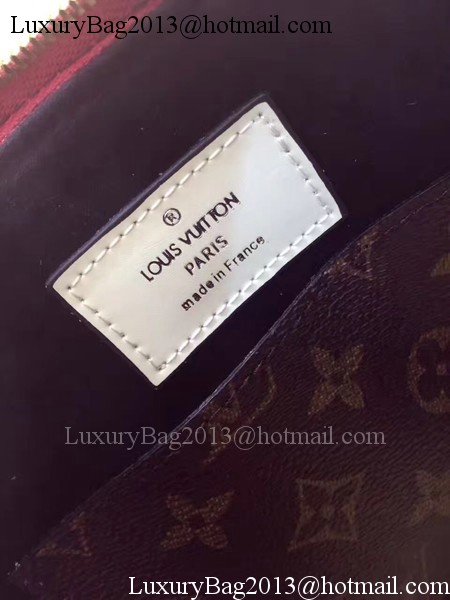 LuxuryBag2013@hotmail.com
®
LOUIS VUITTON
PARIS
made in France
LuxuryBag2013@hotmail.com
LuxuryBag2013@hotmail.com